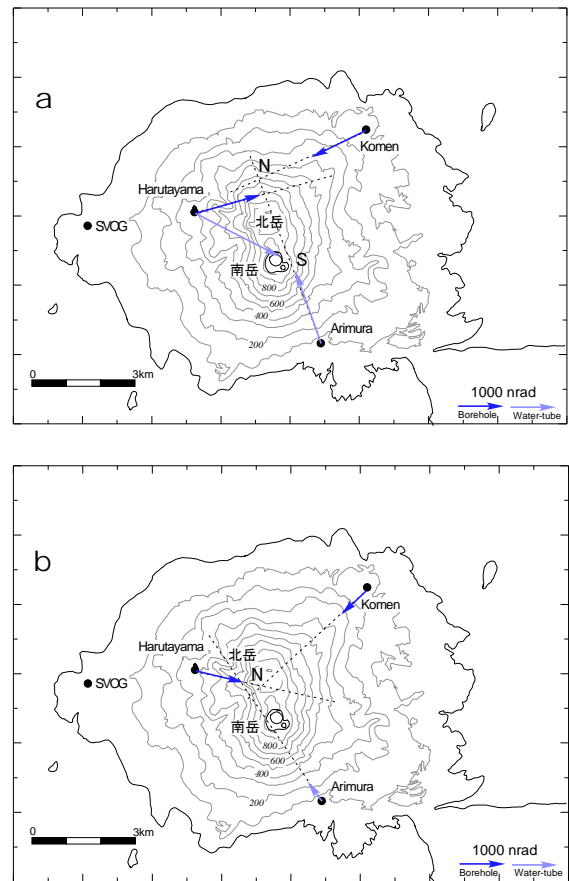 a
Komen
N
Harutayama
SVOG
北岳
S
南岳
800
600
400
200
Arimura
0 3km
1000 nrad
Borehole Water-tube
b
Komen
Harutayama
北岳
N
SVOG
南岳
800
600
400
200
Arimura
0 3km
1000 nrad
Borehole Water-tube